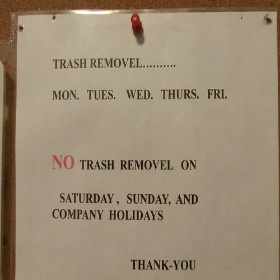 TRASH REMOVEL..........
MON. TUES. WED. THURS. FRI.
NO TRASH REMOVEL ON
SATURDAY , SUNDAY, AND
COMPANY HOLIDAYS
THANK-YOU